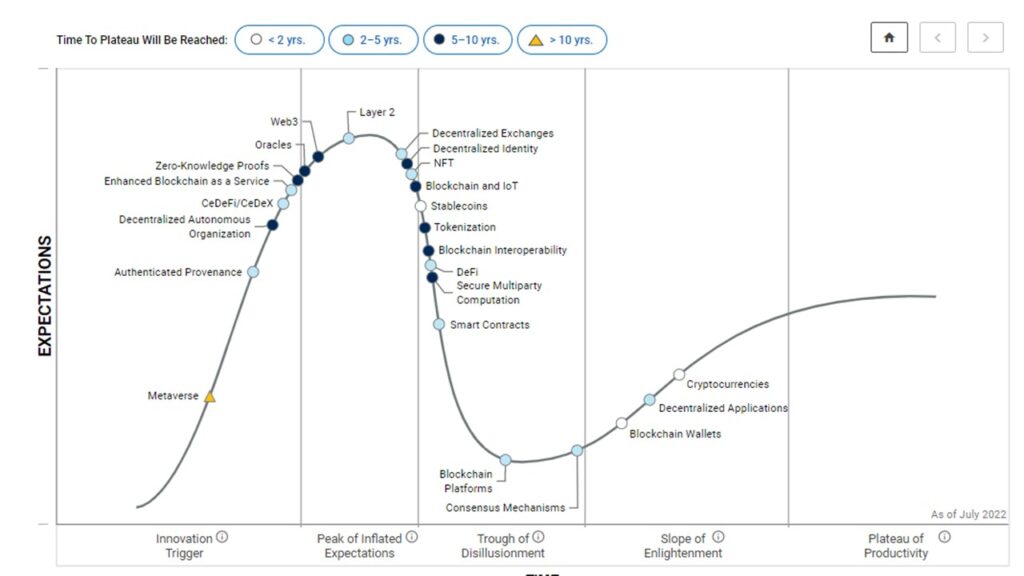 Time To Plateau Will Be Reached:
< 2 yrs.
2–5 yrs.
5–10 yrs.
> 10 yrs.
EXPECTATIONS
Layer 2
Web3
Oracles
Zero-Knowledge Proofs
Enhanced Blockchain as a Service
CeDeFi/CeDeX
Decentralized Autonomous
Organization
Authenticated Provenance
Metaverse
Decentralized Exchanges
Decentralized Identity
NFT
Blockchain and IoT
Stablecoins
Tokenization
Blockchain Interoperability
DeFi
Secure Multiparty
Computation
Smart Contracts
Cryptocurrencies
Decentralized Applications
Blockchain Wallets
Blockchain
Platforms
Consensus Mechanisms
As of July 2022
Innovation
Trigger
Peak of Inflated
Expectations
Trough of
Disillusionment
Slope of
Enlightenment
Plateau of
Productivity